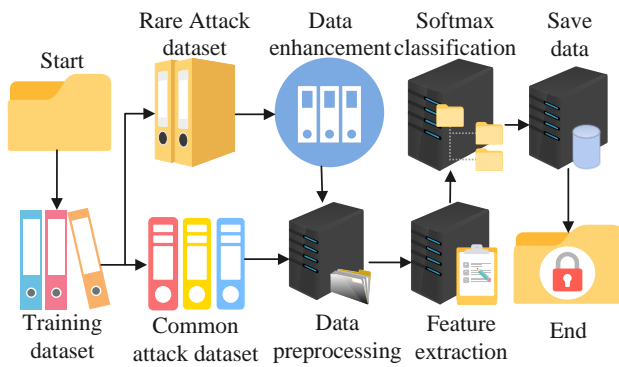 Start
Rare Attack
dataset
Data
enhancement
Softmax
classification
Save
data
Training
dataset
Common
attack dataset
Data
preprocessing
Feature
extraction
End